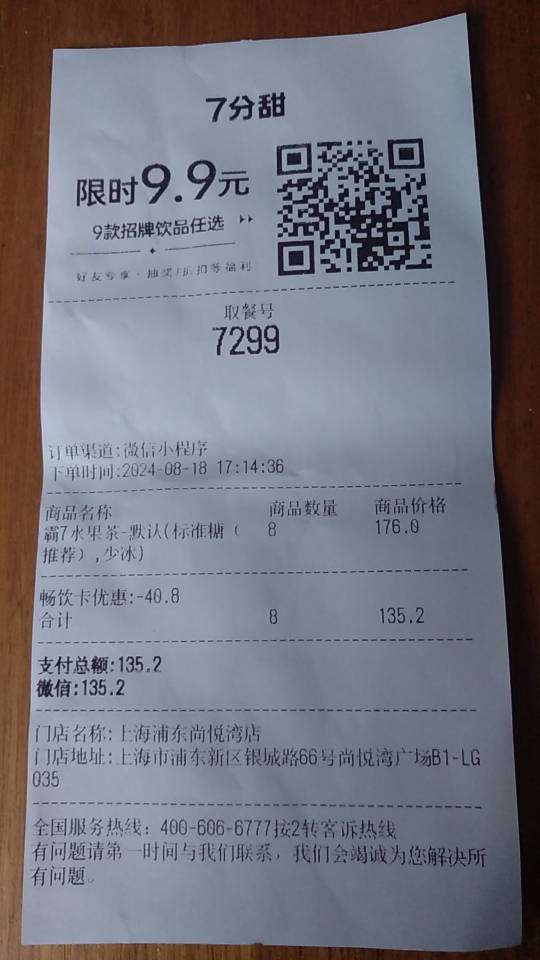 7分甜
限时9.9元
9款招牌饮品任选
好友专享·抽奖/折扣等福利
取餐号
7299
订单渠道:微信小程序
下单时间:2024-08-18 17:14:36
商品名称 商品数量 商品价格
霸7水果茶-默认(标准糖( 8 176.0
推荐),少冰)
畅饮卡优惠:-40.8
合计 8 135.2
支付总额:135.2
微信:135.2
门店名称:上海浦东尚悦湾店
门店地址:上海市浦东新区银城路66号尚悦湾广场B1-LG
035
全国服务热线：400-606-6777按2转客诉热线
有问题请第一时间与我们联系，我们会竭诚为您解决所
有问题。